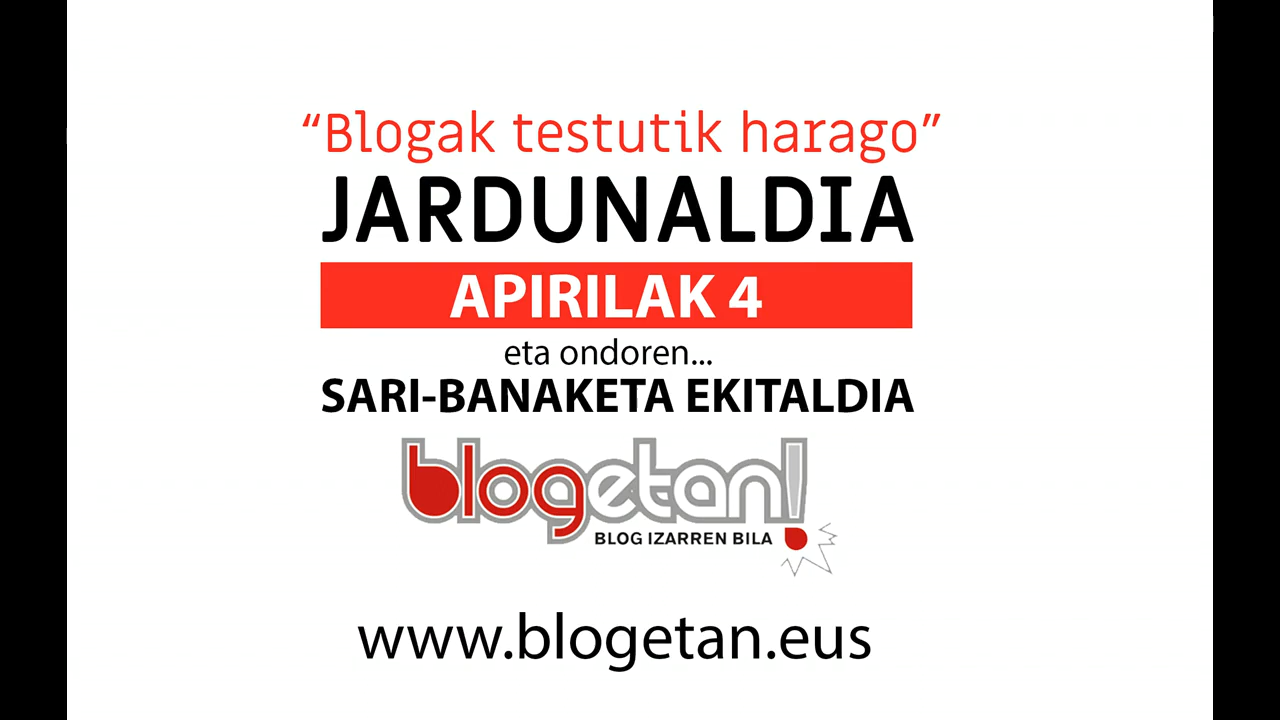 “Blogak testutik harago”
JARDUNALDIA
APIRILAK 4
eta ondoren...
SARI-BANAKETA EKITALDIA
blogetan!
BLOG IZARREN BILA
www.blogetan.eus